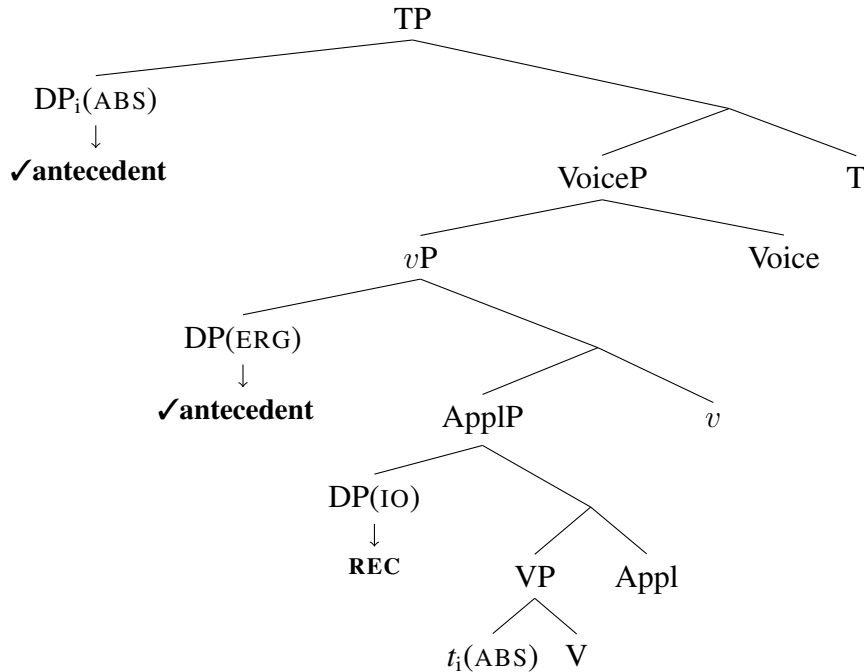 TP
DPi(ABS)
↓
✓antecedent
VoiceP T
vP Voice
DP(ERG)
↓
✓antecedent
ApplP v
DP(IO)
↓
REC
VP Appl
ti(ABS) V